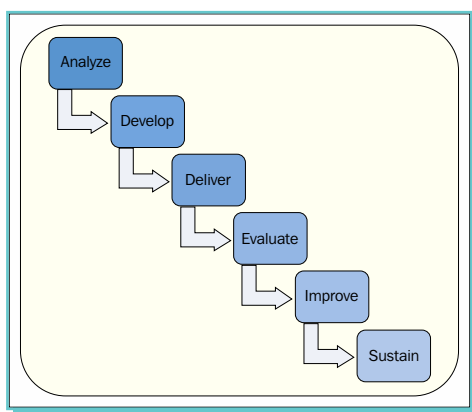 Analyze
Develop
Deliver
Evaluate
Improve
Sustain